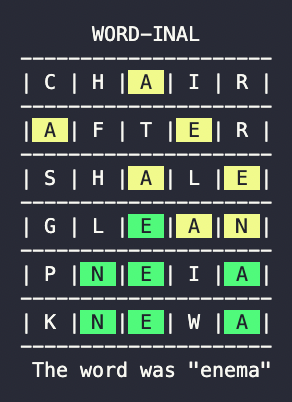 WORD-INAL
| C | H | A | I | R |
| A | F | T | E | R |
| S | H | A | L | E |
| G | L | E | A | N |
| P | N | E | I | A |
| K | N | E | W | A |
The word was "enema"